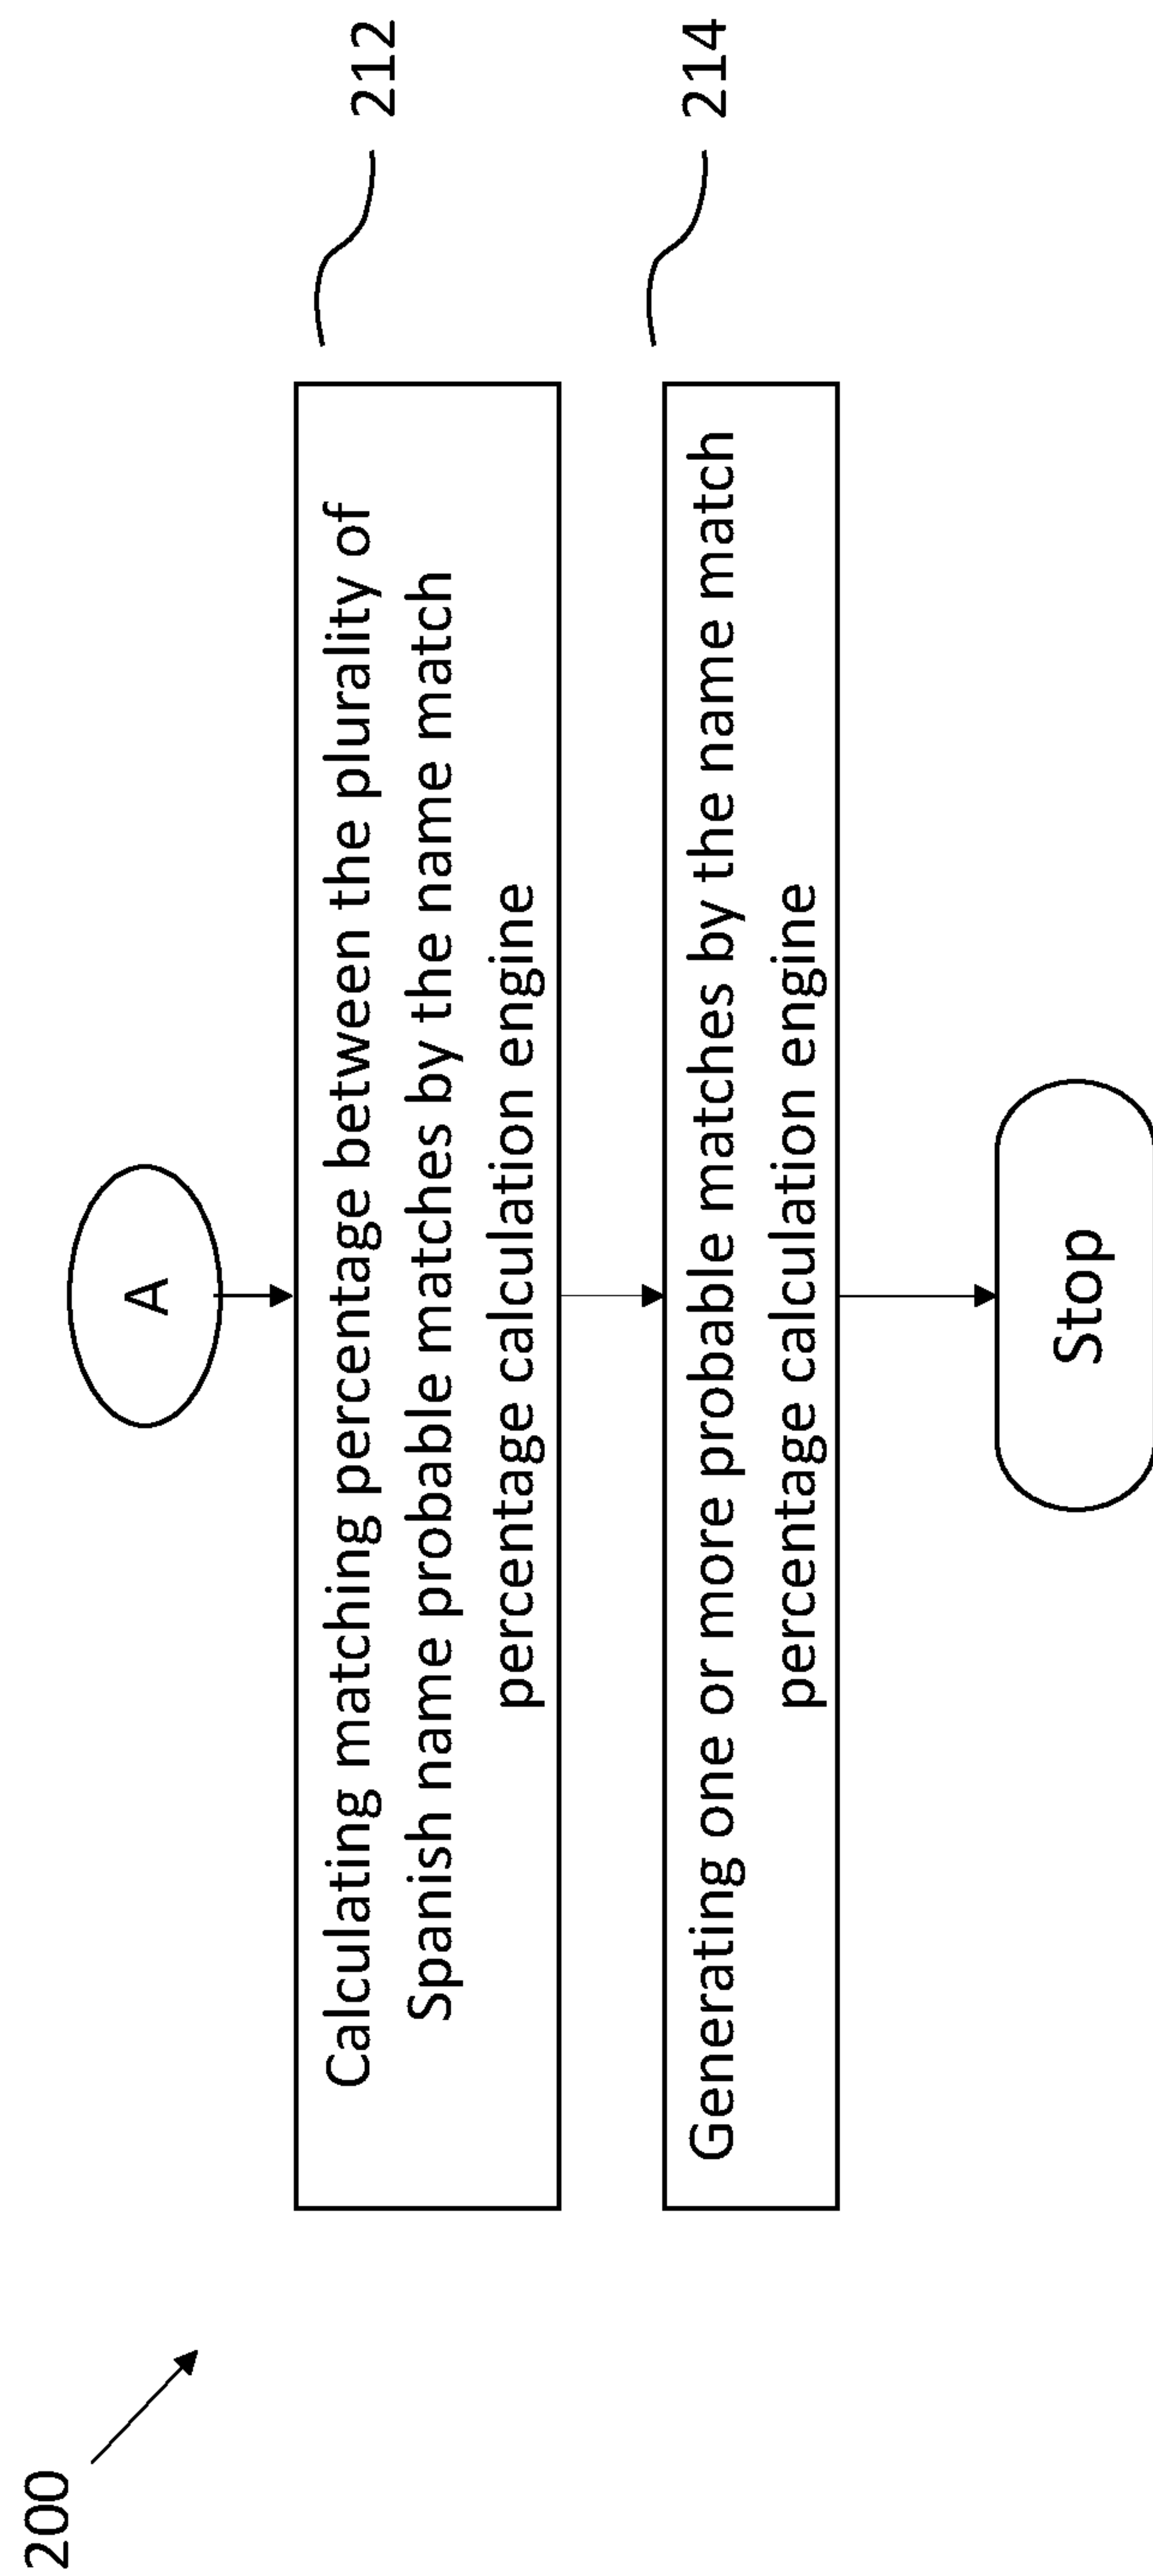 200
A
Calculating matching percentage between the plurality of
Spanish name probable matches by the name match
percentage calculation engine
212
Generating one or more probable matches by the name match
percentage calculation engine
214
Stop